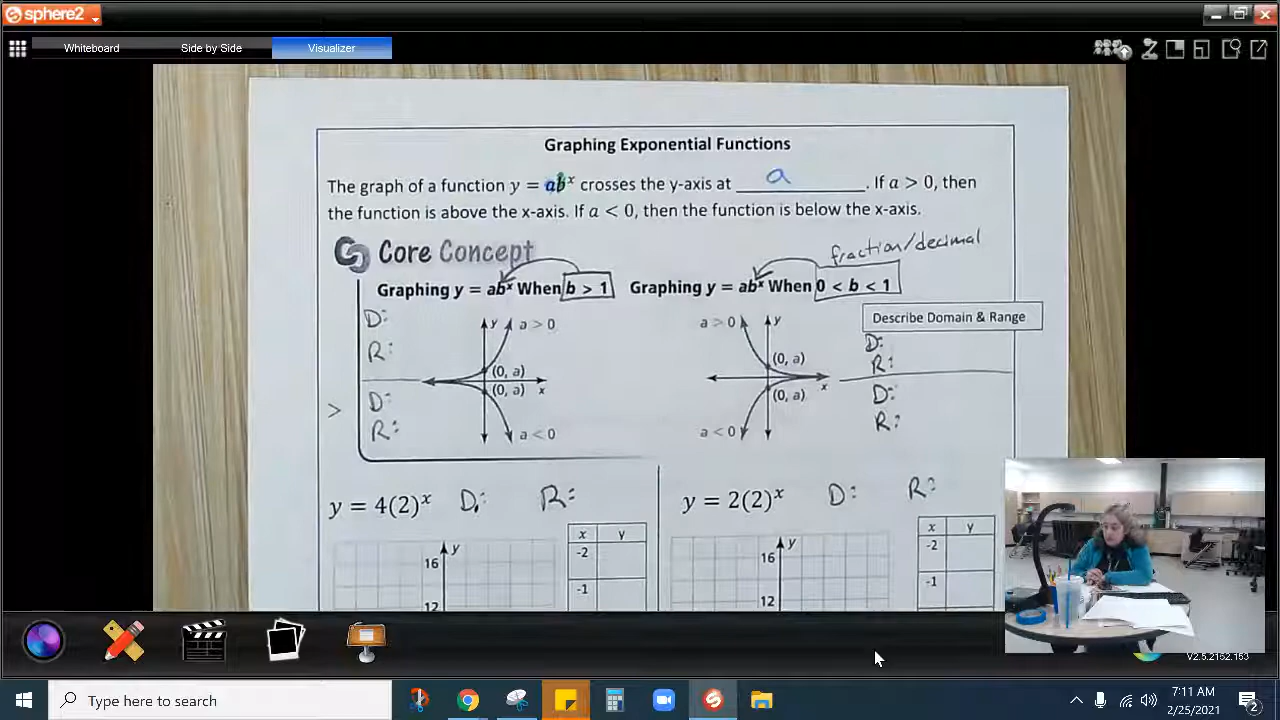 sphere2
Whiteboard Side by Side Visualizer
Graphing Exponential Functions
The graph of a function y = ab^x crosses the y-axis at a. If a > 0, then
the function is above the x-axis. If a < 0, then the function is below the x-axis.
Core Concept
fraction/decimal
Graphing y = ab^x When b > 1 Graphing y = ab^x When 0 < b < 1
Describe Domain & Range
D:
R:
D:
R:
>
y
a > 0
(0, a)
(0, a)
x
a < 0
a > 0
y
(0, a)
(0, a)
x
a < 0
D:
R:
D:
R:
y = 4(2)^x D: R:
y = 2(2)^x D: R:
x y
-2
-1
y
16
12
x y
-2
-1
y
16
12
V2.5.2162.183
Type here to search
7:11 AM
2/25/2021
2